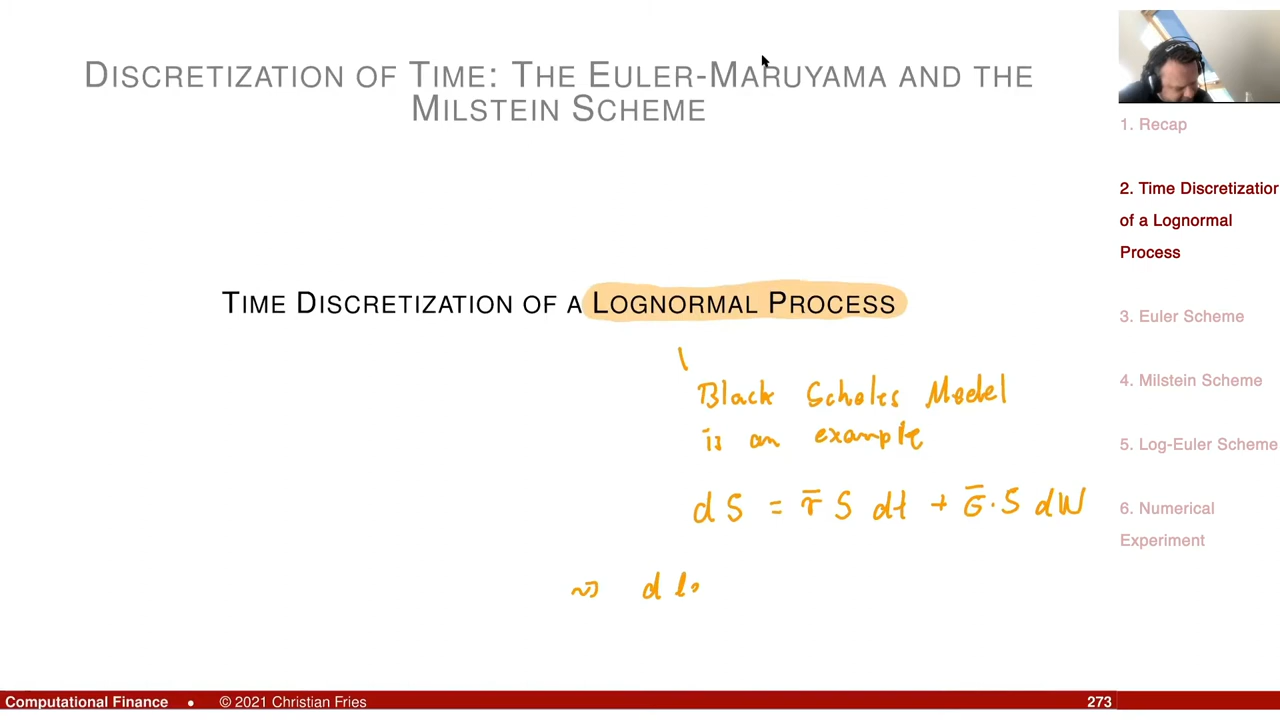 DISCRETIZATION OF TIME: THE EULER-MARUYAMA AND THE
MILSTEIN SCHEME
TIME DISCRETIZATION OF A LOGNORMAL PROCESS
Black Scholes Model
is an example
d S = r̄ S dt + σ̄ · S dW
⇝ d lo
1. Recap
2. Time Discretization
of a Lognormal
Process
3. Euler Scheme
4. Milstein Scheme
5. Log-Euler Scheme
6. Numerical
Experiment
Computational Finance • © 2021 Christian Fries 273